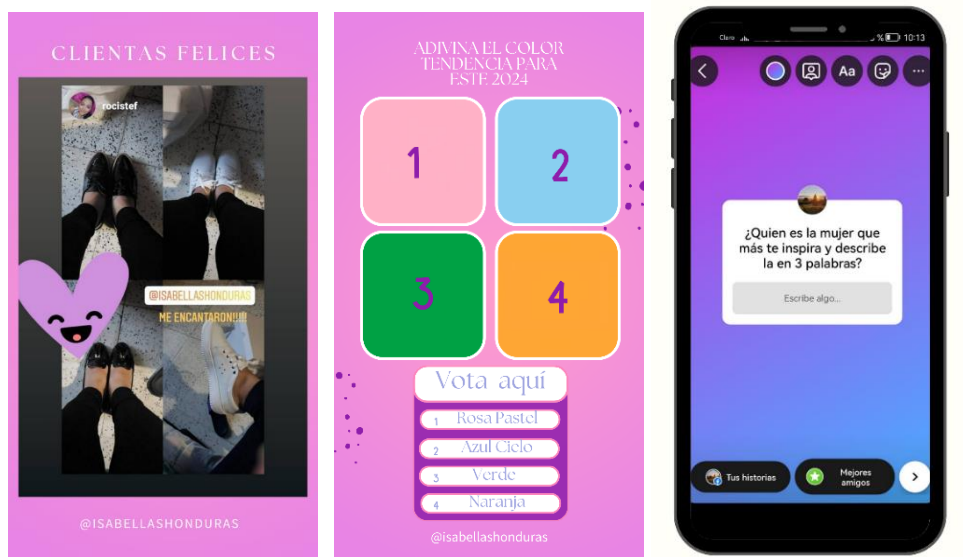 CLIENTAS FELICES
rocistef
@ISABELLASHONDURAS
ME ENCANTARON!!!!!
@ISABELLASHONDURAS
ADIVINA EL COLOR
TENDENCIA PARA
ESTE 2024
1
2
3
4
Vota aquí
1 Rosa Pastel
2 Azul Cielo
3 Verde
4 Naranja
@isabellashonduras
Claro
% 10:13
Aa
¿Quien es la mujer que
más te inspira y describe
la en 3 palabras?
Escribe algo...
Tus historias
Mejores
amigos